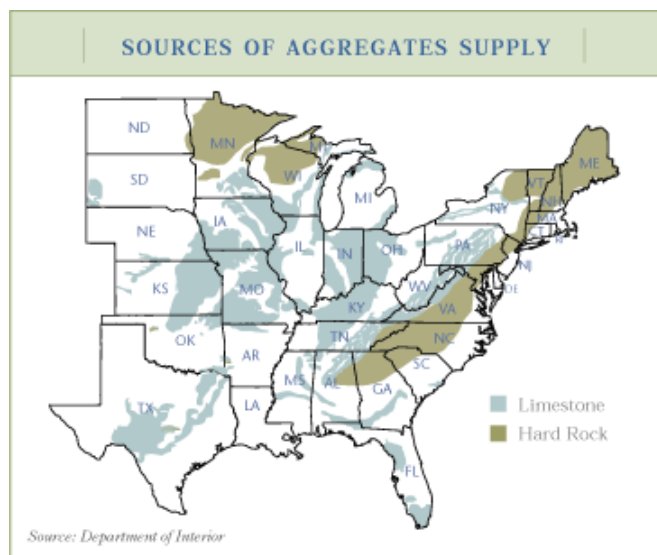 SOURCES OF AGGREGATES SUPPLY
ND
MN
ME
SD
WI
MI
VT
NH
NY
MA
CT
RI
IA
MI
NE
PA
NJ
IL
IN
OH
DE
KS
MO
WV
VA
KY
OK
TN
NC
AR
SC
MS
AL
GA
LA
TX
FL
Limestone
Hard Rock
Source: Department of Interior